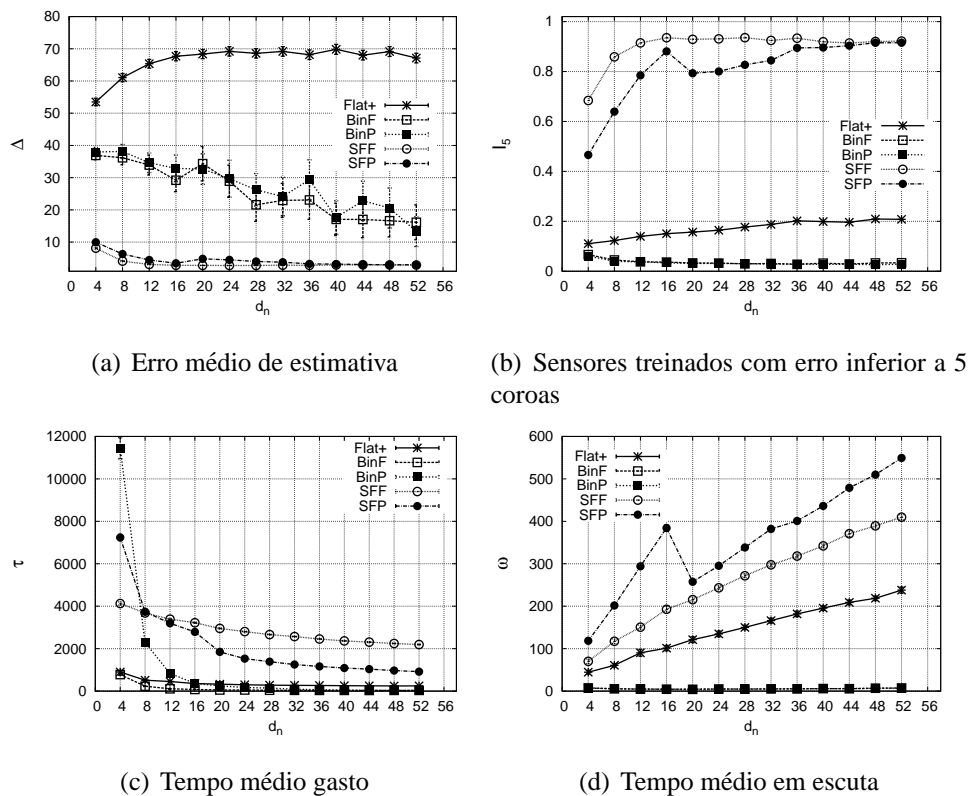 80
70
60
50
40
30
20
10
Δ
0 4 8 12 16 20 24 28 32 36 40 44 48 52 56
d_n
Flat+
BinF
BinP
SFF
SFP
(a) Erro médio de estimativa
1
0.8
0.6
0.4
0.2
0
I_5
0 4 8 12 16 20 24 28 32 36 40 44 48 52 56
d_n
Flat+
BinF
BinP
SFF
SFP
(b) Sensores treinados com erro inferior a 5
coroas
12000
10000
8000
6000
4000
2000
0
τ
0 4 8 12 16 20 24 28 32 36 40 44 48 52 56
d_n
Flat+
BinF
BinP
SFF
SFP
(c) Tempo médio gasto
600
500
400
300
200
100
0
ω
0 4 8 12 16 20 24 28 32 36 40 44 48 52 56
d_n
Flat+
BinF
BinP
SFF
SFP
(d) Tempo médio em escuta